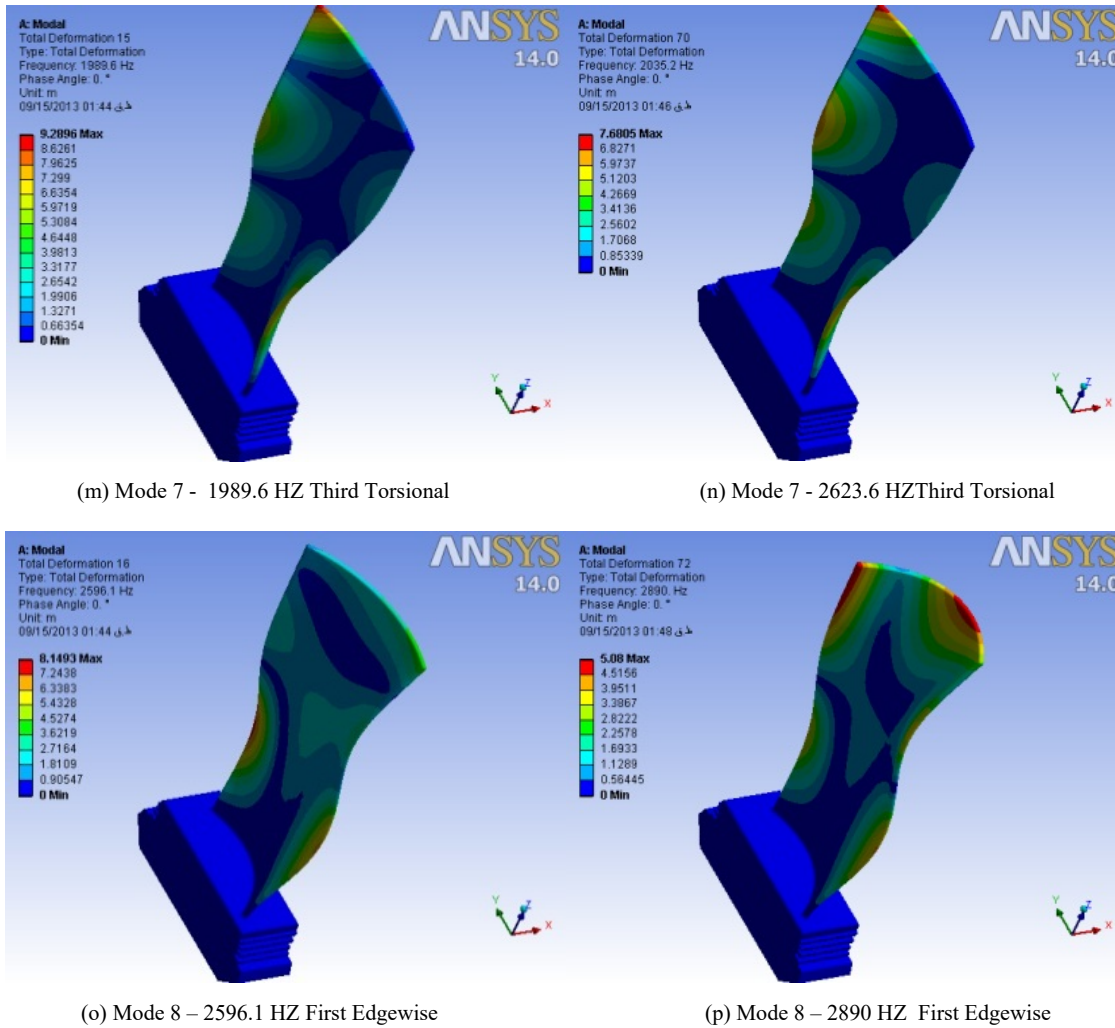 A: Modal
Total Deformation 15
Type: Total Deformation
Frequency: 1989.6 Hz
Phase Angle: 0. °
Unit: m
09/15/2013 01:44 ق.ظ
9.2896 Max
8.6261
7.9625
7.299
6.6354
5.9719
5.3084
4.6448
3.9813
3.3177
2.6542
1.9906
1.3271
0.66354
0 Min
ANSYS
14.0
Y
Z
X
(m) Mode 7 - 1989.6 HZ Third Torsional
A: Modal
Total Deformation 70
Type: Total Deformation
Frequency: 2035.2 Hz
Phase Angle: 0. °
Unit: m
09/15/2013 01:46 ق.ظ
7.6805 Max
6.8271
5.9737
5.1203
4.2669
3.4136
2.5602
1.7068
0.85339
0 Min
ANSYS
14.0
Y
Z
X
(n) Mode 7 - 2623.6 HZThird Torsional
A: Modal
Total Deformation 16
Type: Total Deformation
Frequency: 2596.1 Hz
Phase Angle: 0. °
Unit: m
09/15/2013 01:44 ق.ظ
8.1493 Max
7.2438
6.3383
5.4328
4.5274
3.6219
2.7164
1.8109
0.90547
0 Min
ANSYS
14.0
Y
Z
X
(o) Mode 8 – 2596.1 HZ First Edgewise
A: Modal
Total Deformation 72
Type: Total Deformation
Frequency: 2890. Hz
Phase Angle: 0. °
Unit: m
09/15/2013 01:48 ق.ظ
5.08 Max
4.5156
3.9511
3.3867
2.8222
2.2578
1.6933
1.1289
0.56445
0 Min
ANSYS
14.0
Y
Z
X
(p) Mode 8 – 2890 HZ First Edgewise